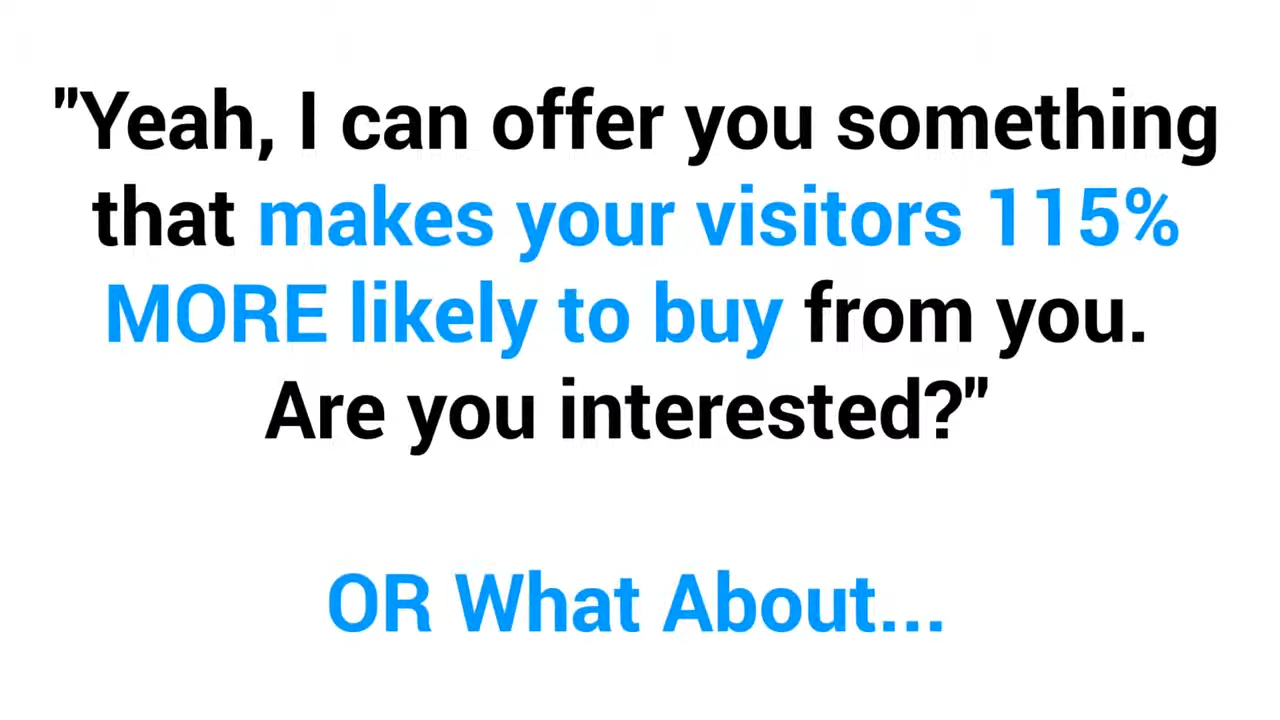 "Yeah, I can offer you something
that makes your visitors 115%
MORE likely to buy from you.
Are you interested?"
OR What About...